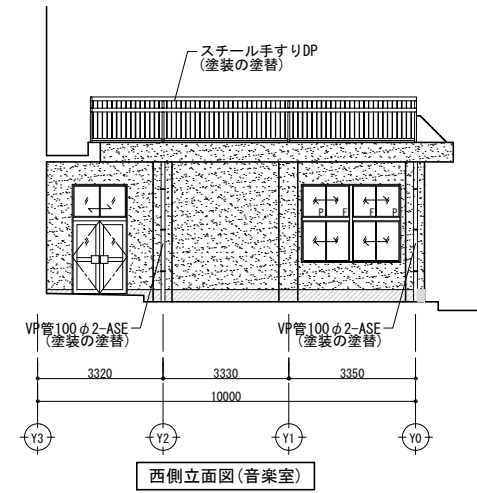 スチール手すりDP
(塗装の塗替)
P
F
F
P
VP管100φ2-ASE
(塗装の塗替)
VP管100φ2-ASE
(塗装の塗替)
3320
3330
3350
10000
Y3
Y2
Y1
Y0
西側立面図(音楽室)